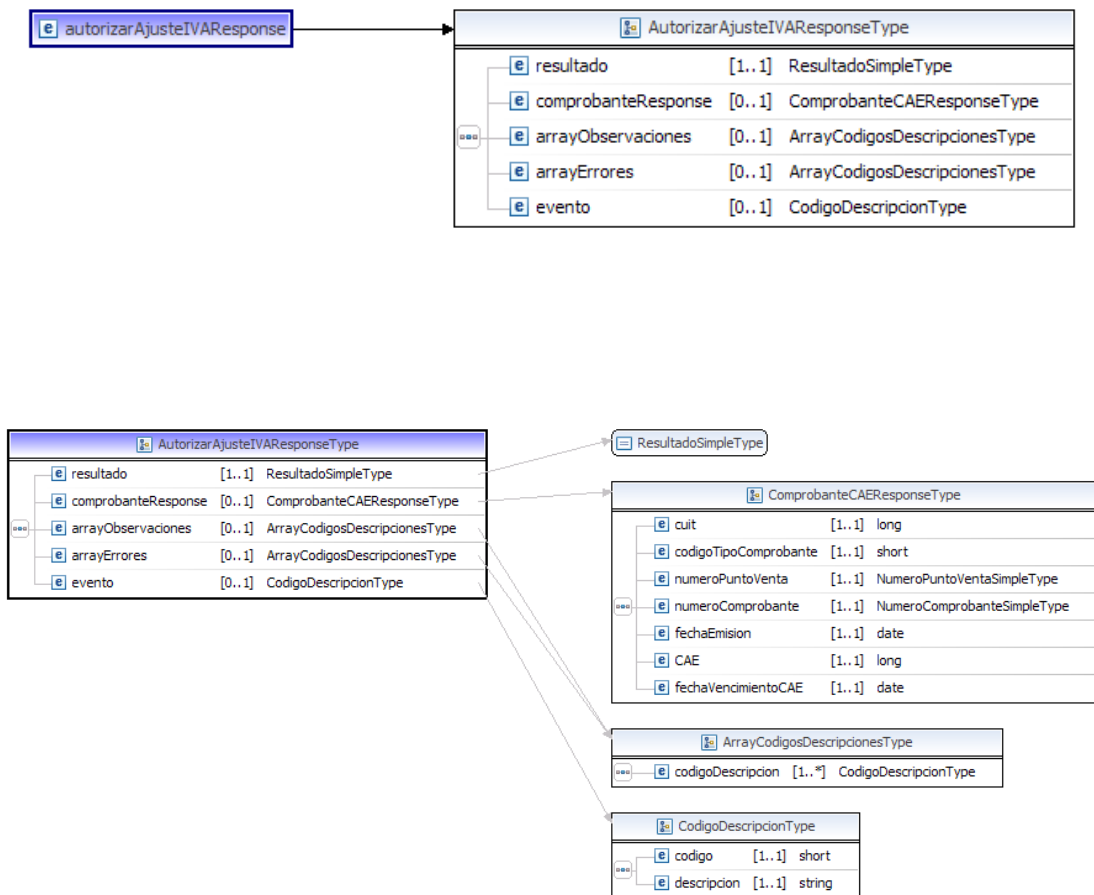 autorizarAjusteIVAResponse
AutorizarAjusteIVAResponseType
resultado [1..1] ResultadoSimpleType
comprobanteResponse [0..1] ComprobanteCAEResponseType
arrayObservaciones [0..1] ArrayCodigosDescripcionesType
arrayErrores [0..1] ArrayCodigosDescripcionesType
evento [0..1] CodigoDescripcionType
AutorizarAjusteIVAResponseType
resultado [1..1] ResultadoSimpleType
comprobanteResponse [0..1] ComprobanteCAEResponseType
arrayObservaciones [0..1] ArrayCodigosDescripcionesType
arrayErrores [0..1] ArrayCodigosDescripcionesType
evento [0..1] CodigoDescripcionType
ResultadoSimpleType
ComprobanteCAEResponseType
cuit [1..1] long
codigoTipoComprobante [1..1] short
numeroPuntoVenta [1..1] NumeroPuntoVentaSimpleType
numeroComprobante [1..1] NumeroComprobanteSimpleType
fechaEmision [1..1] date
CAE [1..1] long
fechaVencimientoCAE [1..1] date
ArrayCodigosDescripcionesType
codigoDescripcion [1..*] CodigoDescripcionType
CodigoDescripcionType
codigo [1..1] short
descripcion [1..1] string